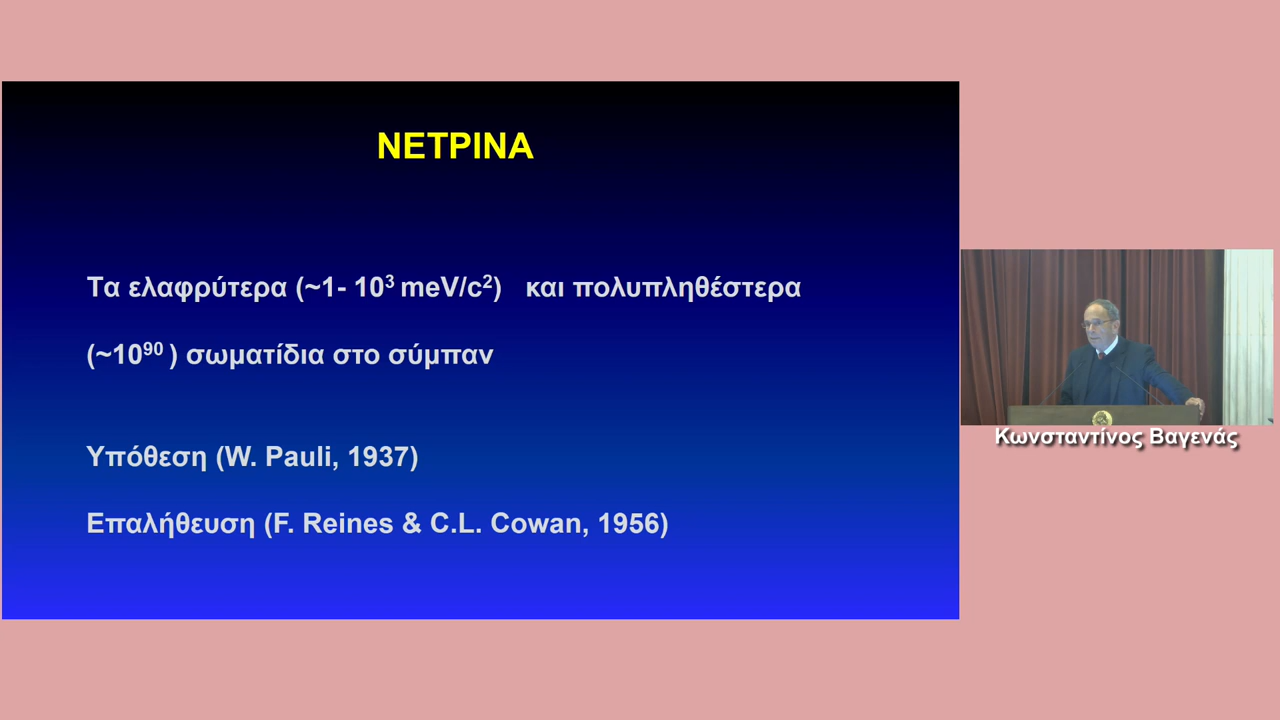 ΝΕΤΡΙΝΑ
Τα ελαφρύτερα (~1- 10³ meV/c²) και πολυπληθέστερα
(~10⁹⁰ ) σωματίδια στο σύμπαν
Υπόθεση (W. Pauli, 1937)
Επαλήθευση (F. Reines & C.L. Cowan, 1956)
Κωνσταντίνος Βαγενάς